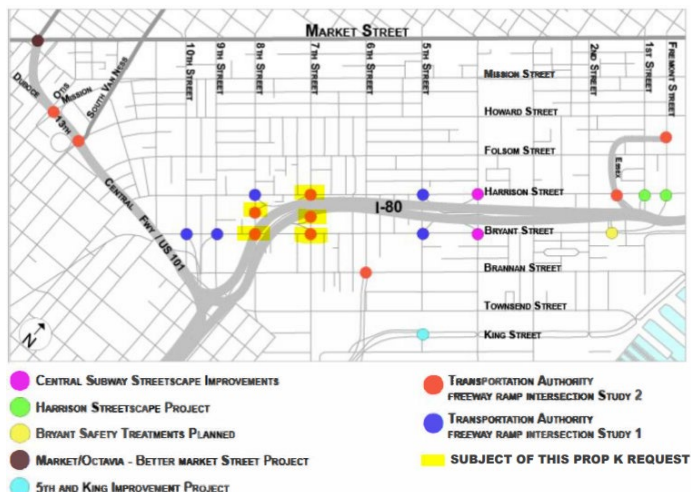 MARKET STREET
10TH STREET
9TH STREET
8TH STREET
7TH STREET
6TH STREET
5TH STREET
2ND STREET
1ST STREET
FREMONT STREET
MISSION STREET
HOWARD STREET
FOLSOM STREET
ESSEX
HARRISON STREET
I-80
BRYANT STREET
BRANNAN STREET
TOWNSEND STREET
KING STREET
DUBOCE
OTIS
MISSION
13TH
SOUTH VAN NESS
CENTRAL FWY / US 101
N
CENTRAL SUBWAY STREETSCAPE IMPROVEMENTS
HARRISON STREETSCAPE PROJECT
BRYANT SAFETY TREATMENTS PLANNED
MARKET/OCTAVIA - BETTER MARKET STREET PROJECT
5TH AND KING IMPROVEMENT PROJECT
TRANSPORTATION AUTHORITY
FREEWAY RAMP INTERSECTION STUDY 2
TRANSPORTATION AUTHORITY
FREEWAY RAMP INTERSECTION STUDY 1
SUBJECT OF THIS PROP K REQUEST